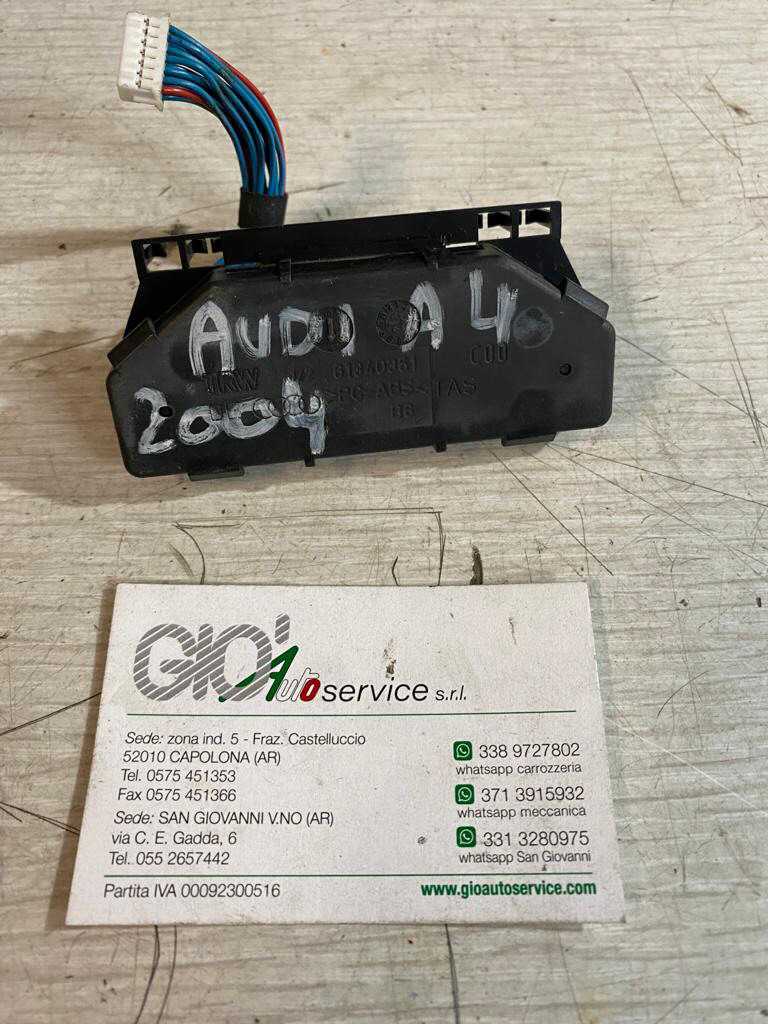 AUDI A4
2004
TRW
61840361
C00
GIO' Autoservice s.r.l.
Sede: zona ind. 5 - Fraz. Castelluccio
52010 CAPOLONA (AR)
Tel. 0575 451353
Fax 0575 451366
Sede: SAN GIOVANNI V.NO (AR)
via C. E. Gadda, 6
Tel. 055 2657442
338 9727802
whatsapp carrozzeria
371 3915932
whatsapp meccanica
331 3280975
whatsapp San Giovanni
Partita IVA 00092300516
www.gioautoservice.com